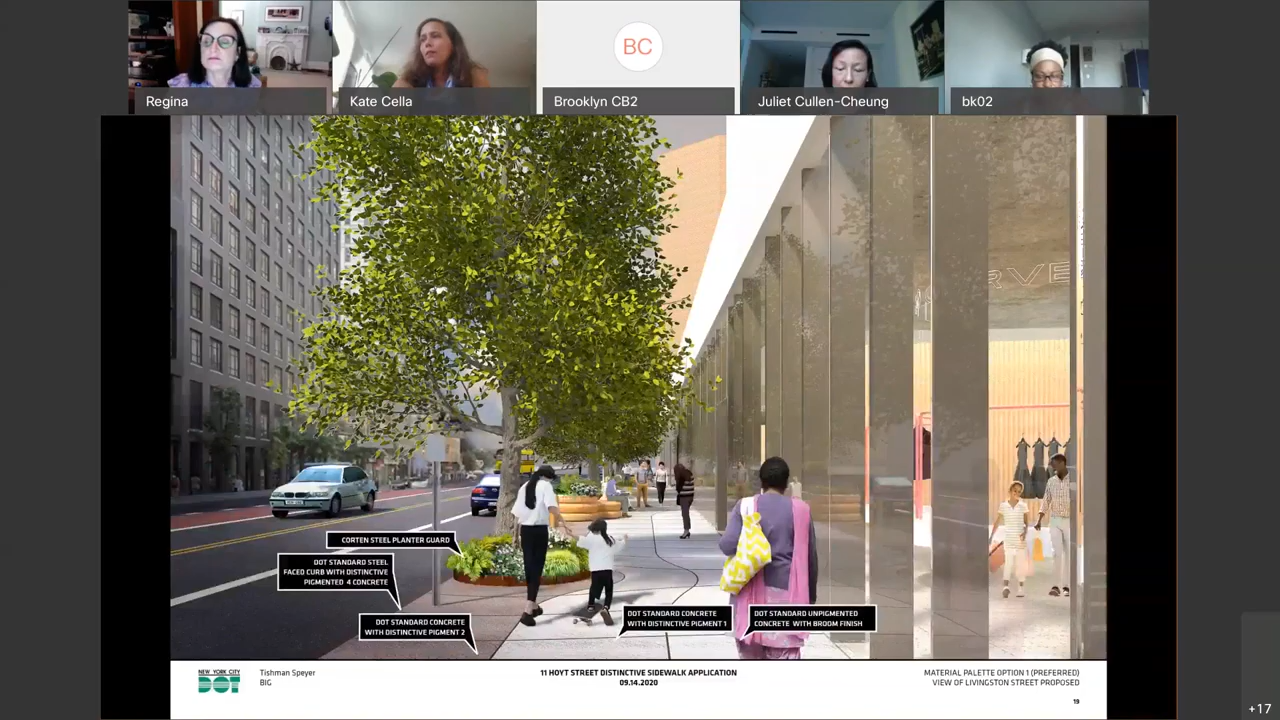 BC
Regina
Kate Cella
Brooklyn CB2
Juliet Cullen-Cheung
bk02
RVE
CORTEN STEEL PLANTER GUARD
DOT STANDARD STEEL
FACED CURB WITH DISTINCTIVE
PIGMENTED 4 CONCRETE
DOT STANDARD CONCRETE
WITH DISTINCTIVE PIGMENT 2
DOT STANDARD CONCRETE
WITH DISTINCTIVE PIGMENT 1
DOT STANDARD UNPIGMENTED
CONCRETE WITH BROOM FINISH
NEW YORK CITY
DOT
Tishman Speyer
BIG
11 HOYT STREET DISTINCTIVE SIDEWALK APPLICATION
09.14.2020
MATERIAL PALETTE OPTION 1 (PREFERRED)
VIEW OF LIVINGSTON STREET PROPOSED
19
+17